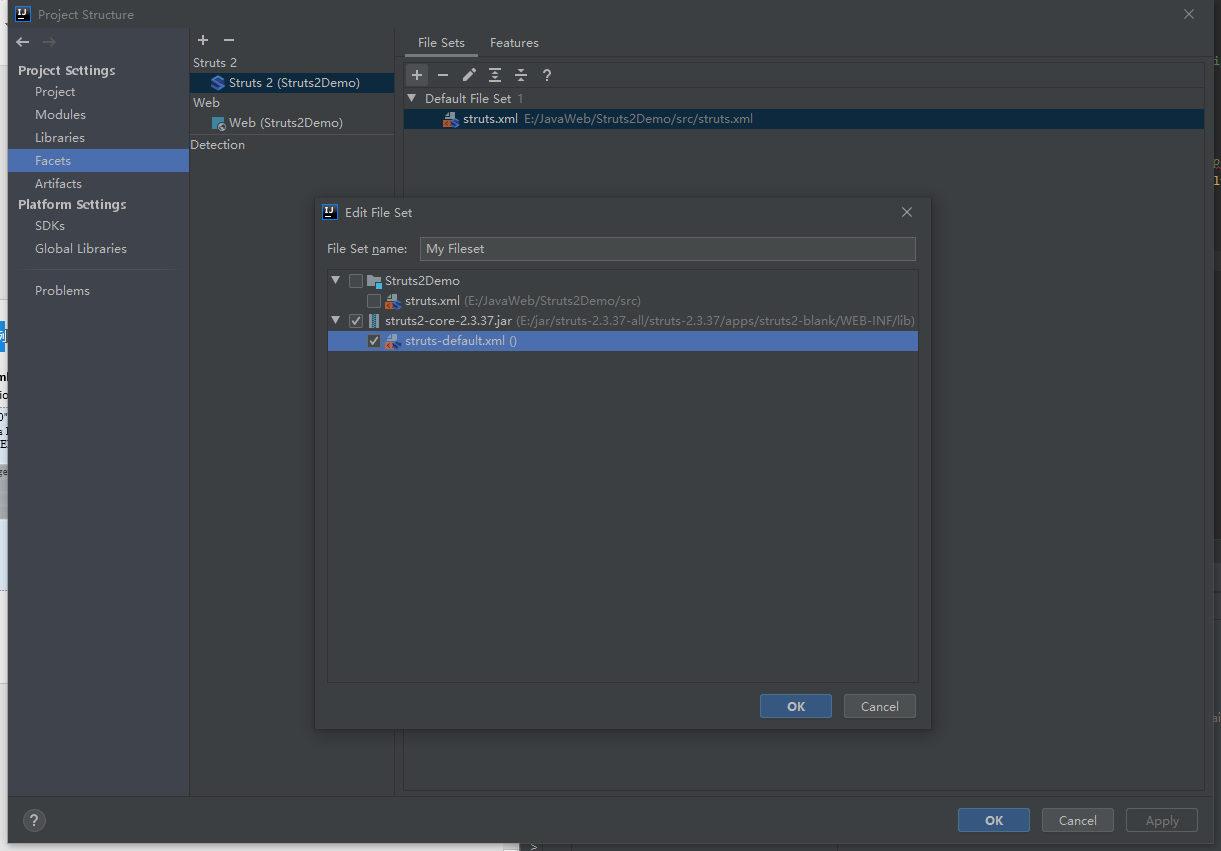 Project Structure
Project Settings
Project
Modules
Libraries
Facets
Artifacts
Platform Settings
SDKs
Global Libraries
Problems
Struts 2
Struts 2 (Struts2Demo)
Web
Web (Struts2Demo)
Detection
File Sets Features
Default File Set 1
struts.xml E:/JavaWeb/Struts2Demo/src/struts.xml
Edit File Set
File Set name: My Fileset
Struts2Demo
struts.xml (E:/JavaWeb/Struts2Demo/src)
struts2-core-2.3.37.jar (E:/jar/struts-2.3.37-all/struts-2.3.37/apps/struts2-blank/WEB-INF/lib)
struts-default.xml ()
OK Cancel
OK Cancel Apply